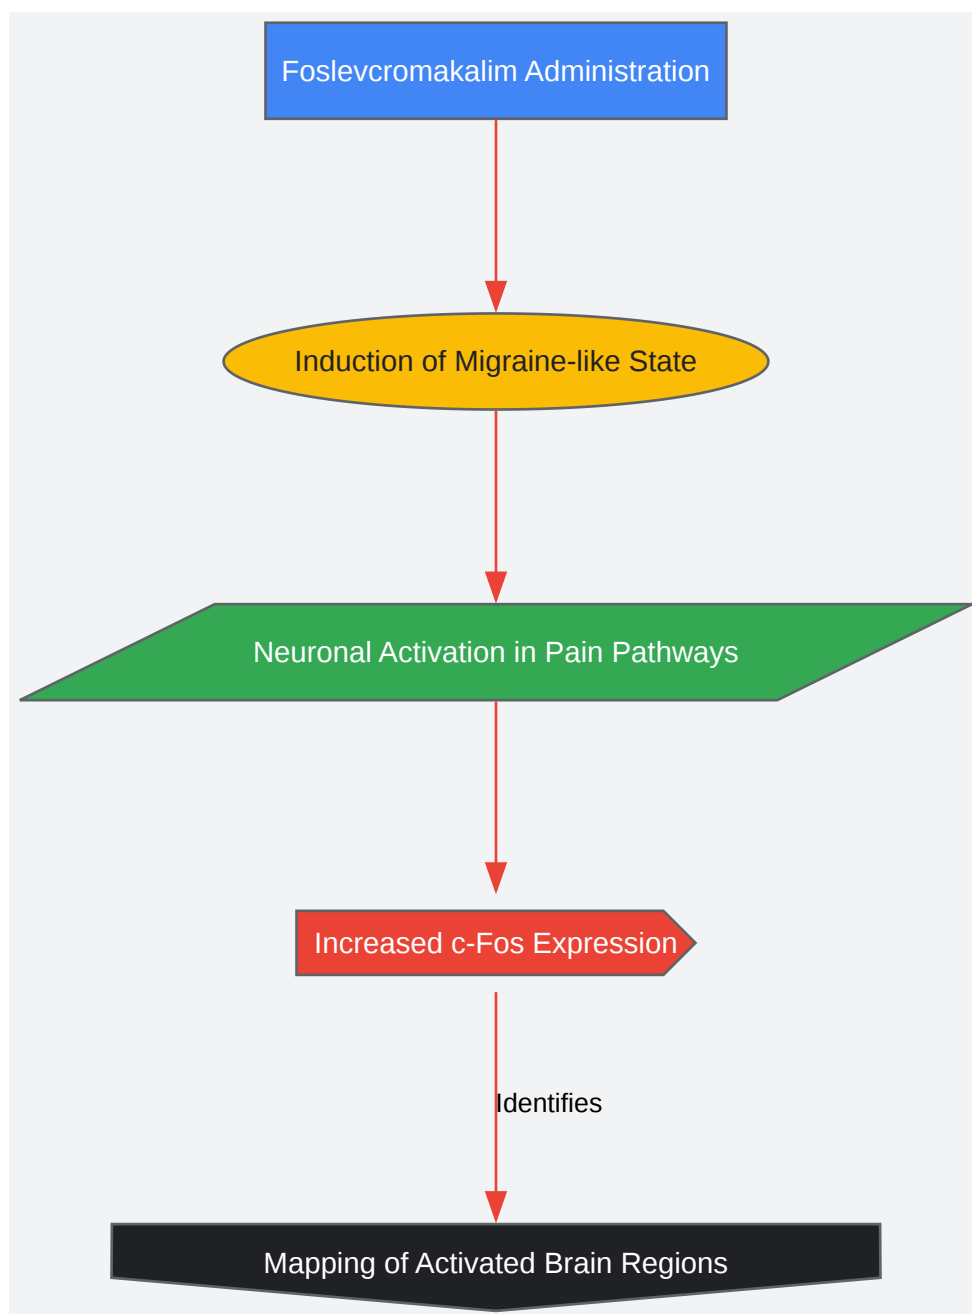 Foslevcromakalim Administration
Induction of Migraine-like State
Neuronal Activation in Pain Pathways
Increased c-Fos Expression
Identifies
Mapping of Activated Brain Regions